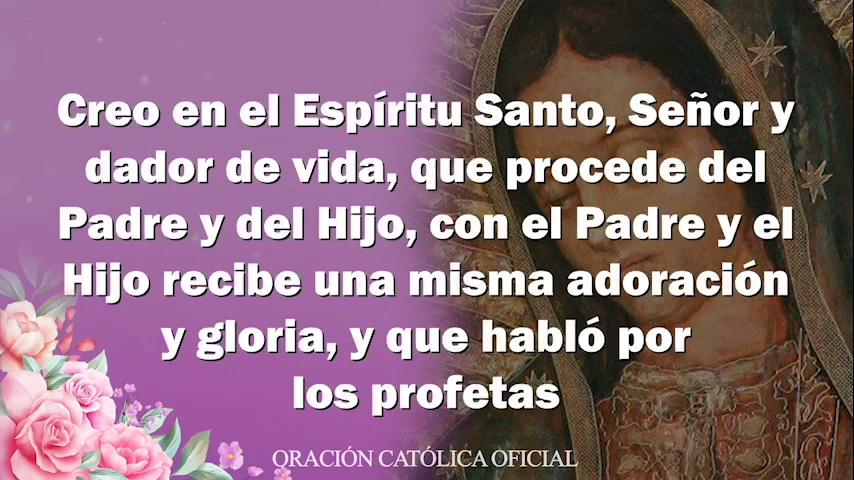 Creo en el Espíritu Santo, Señor y
dador de vida, que procede del
Padre y del Hijo, con el Padre y el
Hijo recibe una misma adoración
y gloria, y que habló por
los profetas
ORACIÓN CATÓLICA OFICIAL